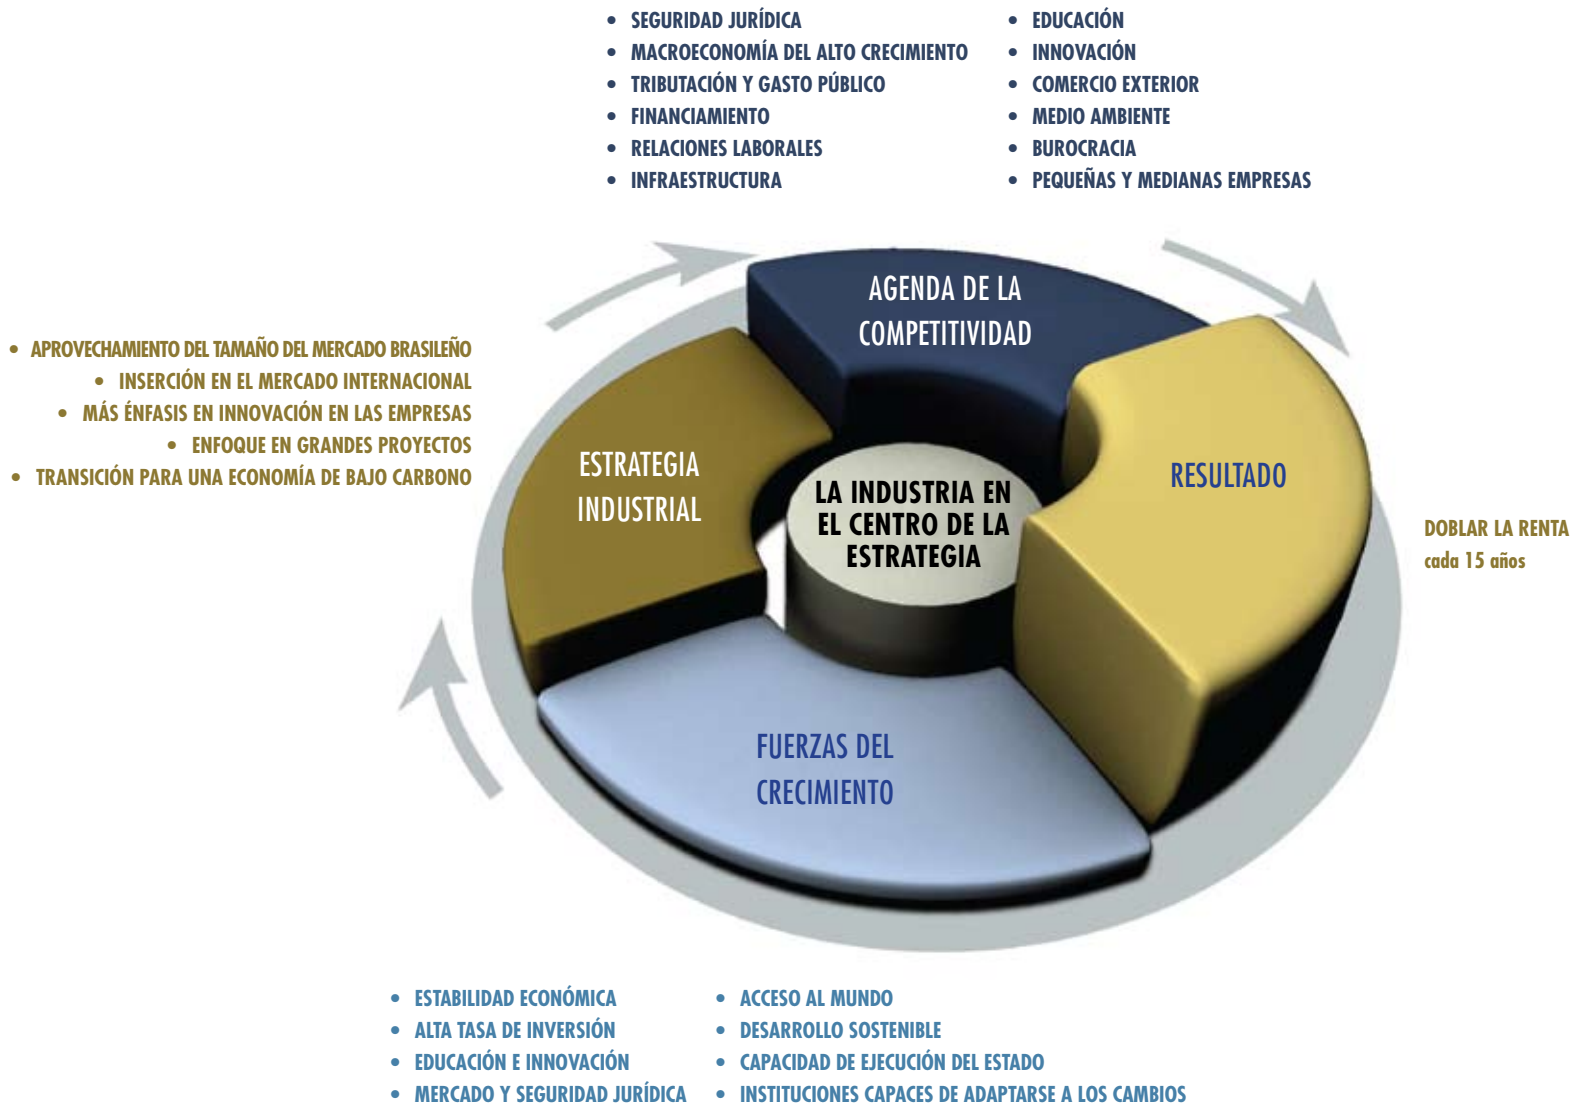 • SEGURIDAD JURÍDICA
• MACROECONOMÍA DEL ALTO CRECIMIENTO
• TRIBUTACIÓN Y GASTO PÚBLICO
• FINANCIAMIENTO
• RELACIONES LABORALES
• INFRAESTRUCTURA
• EDUCACIÓN
• INNOVACIÓN
• COMERCIO EXTERIOR
• MEDIO AMBIENTE
• BUROCRACIA
• PEQUEÑAS Y MEDIANAS EMPRESAS
AGENDA DE LA
COMPETITIVIDAD
• APROVECHAMIENTO DEL TAMAÑO DEL MERCADO BRASILEÑO
• INSERCIÓN EN EL MERCADO INTERNACIONAL
• MÁS ÉNFASIS EN INNOVACIÓN EN LAS EMPRESAS
• ENFOQUE EN GRANDES PROYECTOS
• TRANSICIÓN PARA UNA ECONOMÍA DE BAJO CARBONO
ESTRATEGIA
INDUSTRIAL
LA INDUSTRIA EN
EL CENTRO DE LA
ESTRATEGIA
RESULTADO
DOBLAR LA RENTA
cada 15 años
FUERZAS DEL
CRECIMIENTO
• ESTABILIDAD ECONÓMICA
• ALTA TASA DE INVERSIÓN
• EDUCACIÓN E INNOVACIÓN
• MERCADO Y SEGURIDAD JURÍDICA
• ACCESO AL MUNDO
• DESARROLLO SOSTENIBLE
• CAPACIDAD DE EJECUCIÓN DEL ESTADO
• INSTITUCIONES CAPACES DE ADAPTARSE A LOS CAMBIOS